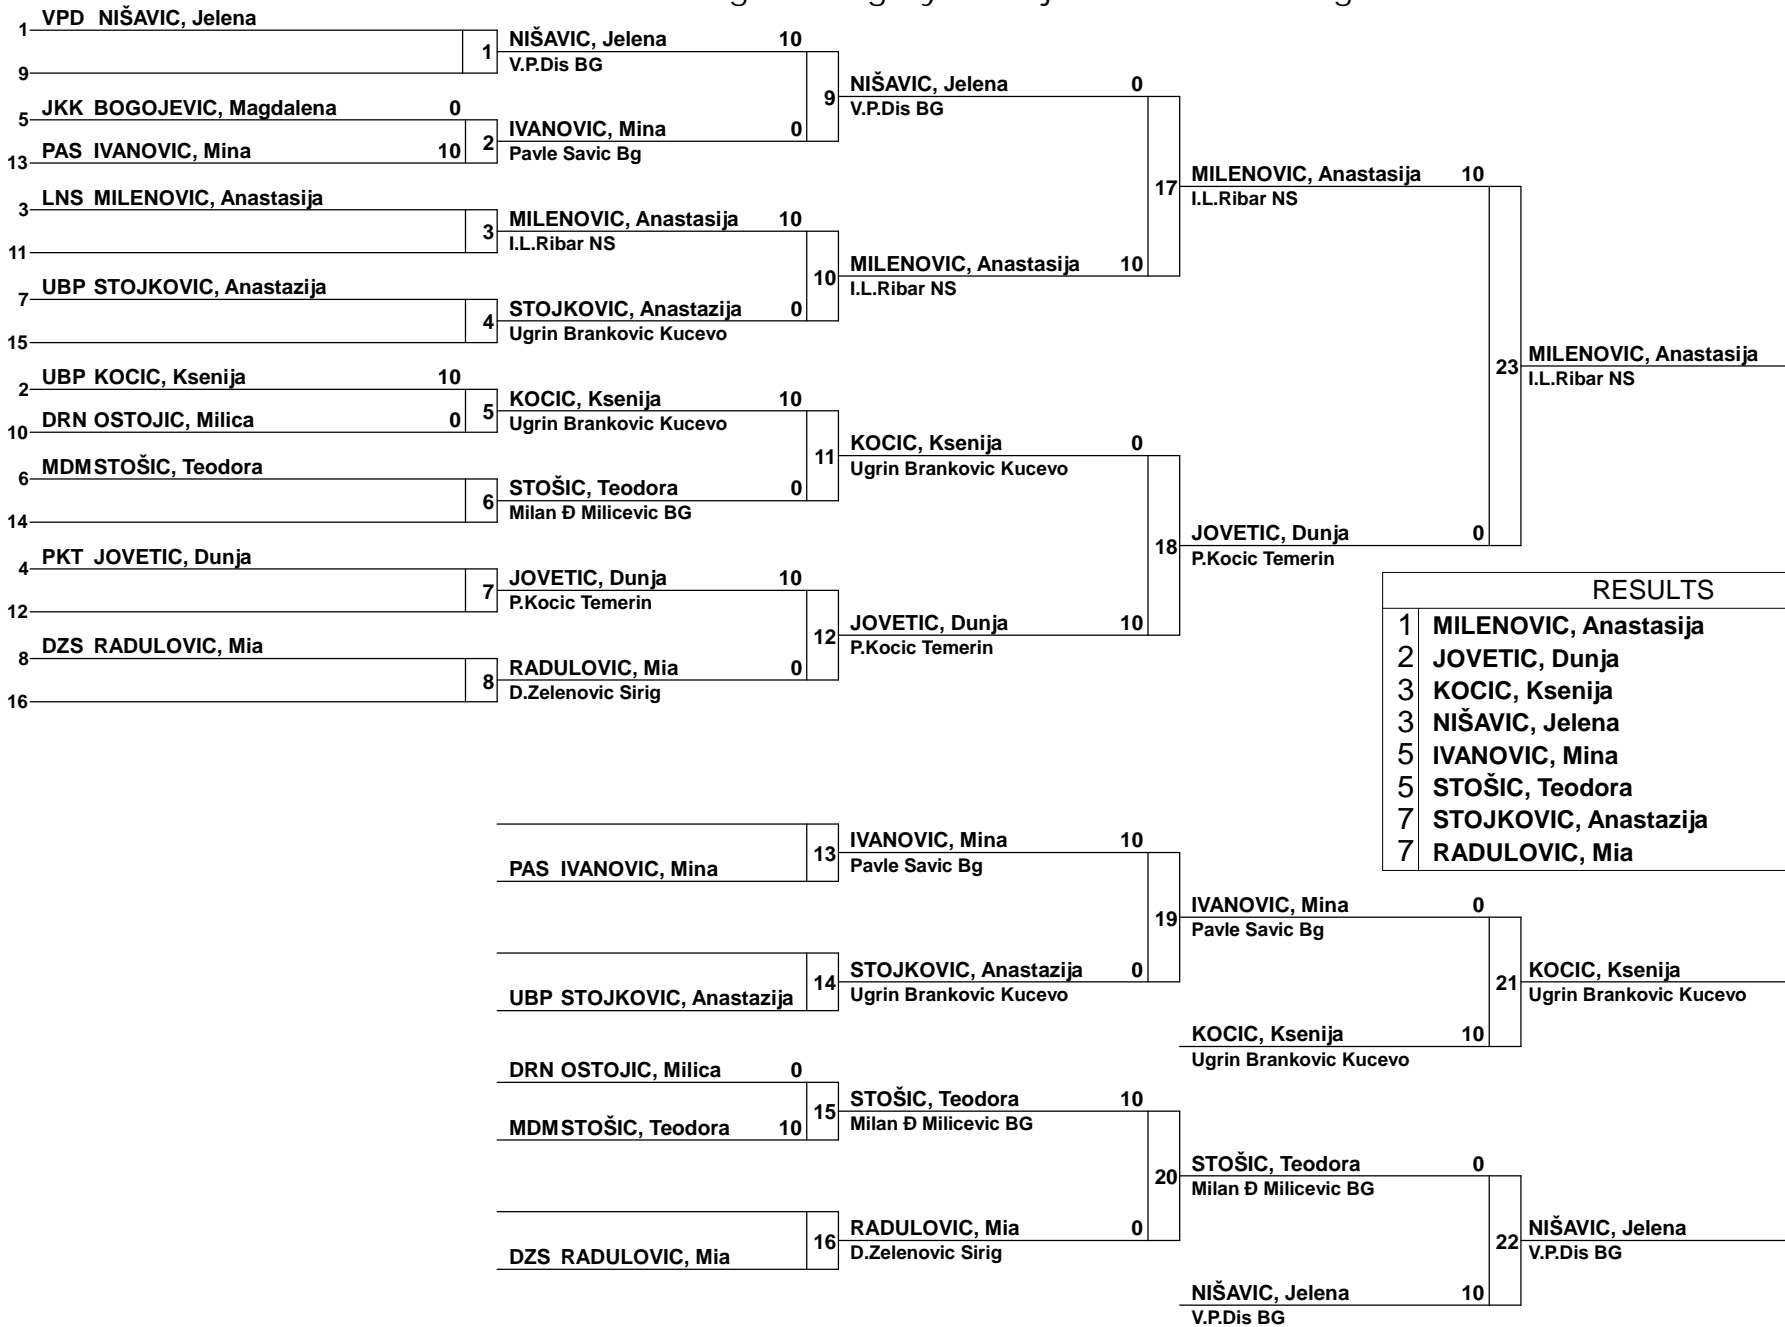 VPD NIŠAVIC, Jelena
1
9
1
NIŠAVIC, Jelena 10
V.P.Dis BG
JKK BOGOJEVIC, Magdalena 0
5
PAS IVANOVIC, Mina 10
13
2
IVANOVIC, Mina 0
Pavle Savic Bg
9
NIŠAVIC, Jelena 0
V.P.Dis BG
LNS MILENOVIC, Anastasija
3
11
3
MILENOVIC, Anastasija 10
I.L.Ribar NS
UBP STOJKOVIC, Anastazija
7
15
4
STOJKOVIC, Anastazija 0
Ugrin Brankovic Kucevo
10
MILENOVIC, Anastasija 10
I.L.Ribar NS
17
MILENOVIC, Anastasija 10
I.L.Ribar NS
UBP KOCIC, Ksenija 10
2
DRN OSTOJIC, Milica 0
10
5
KOCIC, Ksenija 10
Ugrin Brankovic Kucevo
MDM STOŠIC, Teodora
6
14
6
STOŠIC, Teodora 0
Milan Đ Milicevic BG
11
KOCIC, Ksenija 0
Ugrin Brankovic Kucevo
PKT JOVETIC, Dunja
4
12
7
JOVETIC, Dunja 10
P.Kocic Temerin
DZS RADULOVIC, Mia
8
16
8
RADULOVIC, Mia 0
D.Zelenovic Sirig
12
JOVETIC, Dunja 10
P.Kocic Temerin
18
JOVETIC, Dunja 0
P.Kocic Temerin
23
MILENOVIC, Anastasija
I.L.Ribar NS
RESULTS
1 MILENOVIC, Anastasija
2 JOVETIC, Dunja
3 KOCIC, Ksenija
3 NIŠAVIC, Jelena
5 IVANOVIC, Mina
5 STOŠIC, Teodora
7 STOJKOVIC, Anastazija
7 RADULOVIC, Mia
PAS IVANOVIC, Mina
13
IVANOVIC, Mina 10
Pavle Savic Bg
UBP STOJKOVIC, Anastazija
14
STOJKOVIC, Anastazija 0
Ugrin Brankovic Kucevo
19
IVANOVIC, Mina 0
Pavle Savic Bg
KOCIC, Ksenija 10
Ugrin Brankovic Kucevo
21
KOCIC, Ksenija
Ugrin Brankovic Kucevo
DRN OSTOJIC, Milica 0
MDM STOŠIC, Teodora 10
15
STOŠIC, Teodora 10
Milan Đ Milicevic BG
DZS RADULOVIC, Mia
16
RADULOVIC, Mia 0
D.Zelenovic Sirig
20
STOŠIC, Teodora 0
Milan Đ Milicevic BG
NIŠAVIC, Jelena 10
V.P.Dis BG
22
NIŠAVIC, Jelena
V.P.Dis BG